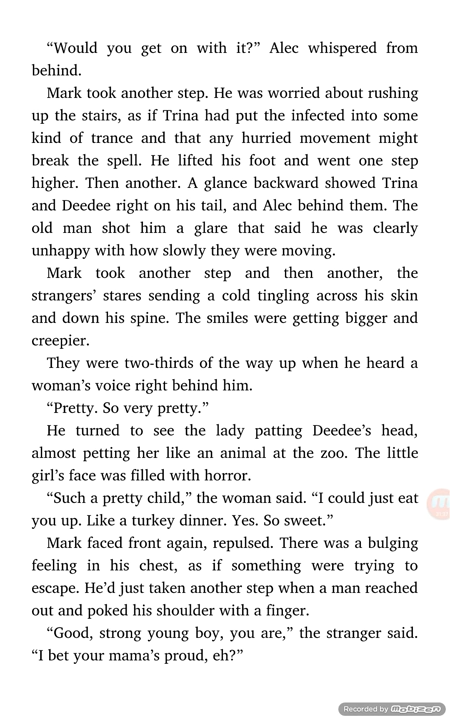 “Would you get on with it?” Alec whispered from
behind.
Mark took another step. He was worried about rushing
up the stairs, as if Trina had put the infected into some
kind of trance and that any hurried movement might
break the spell. He lifted his foot and went one step
higher. Then another. A glance backward showed Trina
and Deedee right on his tail, and Alec behind them. The
old man shot him a glare that said he was clearly
unhappy with how slowly they were moving.
Mark took another step and then another, the
strangers’ stares sending a cold tingling across his skin
and down his spine. The smiles were getting bigger and
creepier.
They were two-thirds of the way up when he heard a
woman’s voice right behind him.
“Pretty. So very pretty.”
He turned to see the lady patting Deedee’s head,
almost petting her like an animal at the zoo. The little
girl’s face was filled with horror.
“Such a pretty child,” the woman said. “I could just eat
you up. Like a turkey dinner. Yes. So sweet.”
Mark faced front again, repulsed. There was a bulging
feeling in his chest, as if something were trying to
escape. He’d just taken another step when a man reached
out and poked his shoulder with a finger.
“Good, strong young boy, you are,” the stranger said.
“I bet your mama’s proud, eh?”
Recorded by mobizen